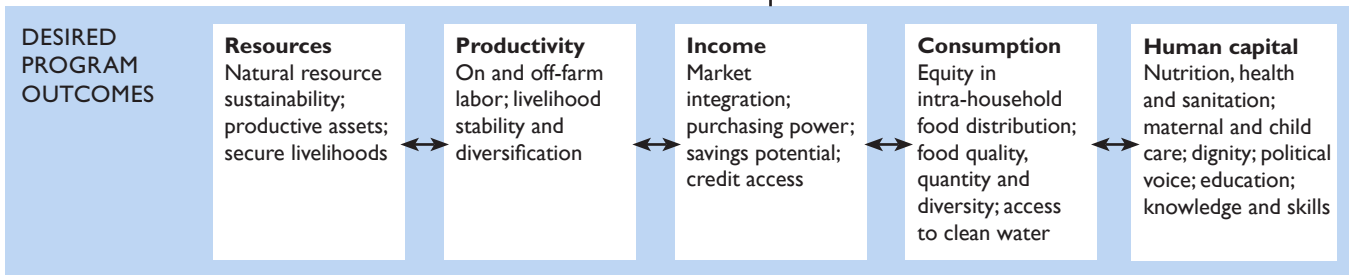 DESIRED
PROGRAM
OUTCOMES
Resources
Natural resource
sustainability;
productive assets;
secure livelihoods
Productivity
On and off-farm
labor; livelihood
stability and
diversification
Income
Market
integration;
purchasing power;
savings potential;
credit access
Consumption
Equity in
intra-household
food distribution;
food quality,
quantity and
diversity; access
to clean water
Human capital
Nutrition, health
and sanitation;
maternal and child
care; dignity; political
voice; education;
knowledge and skills